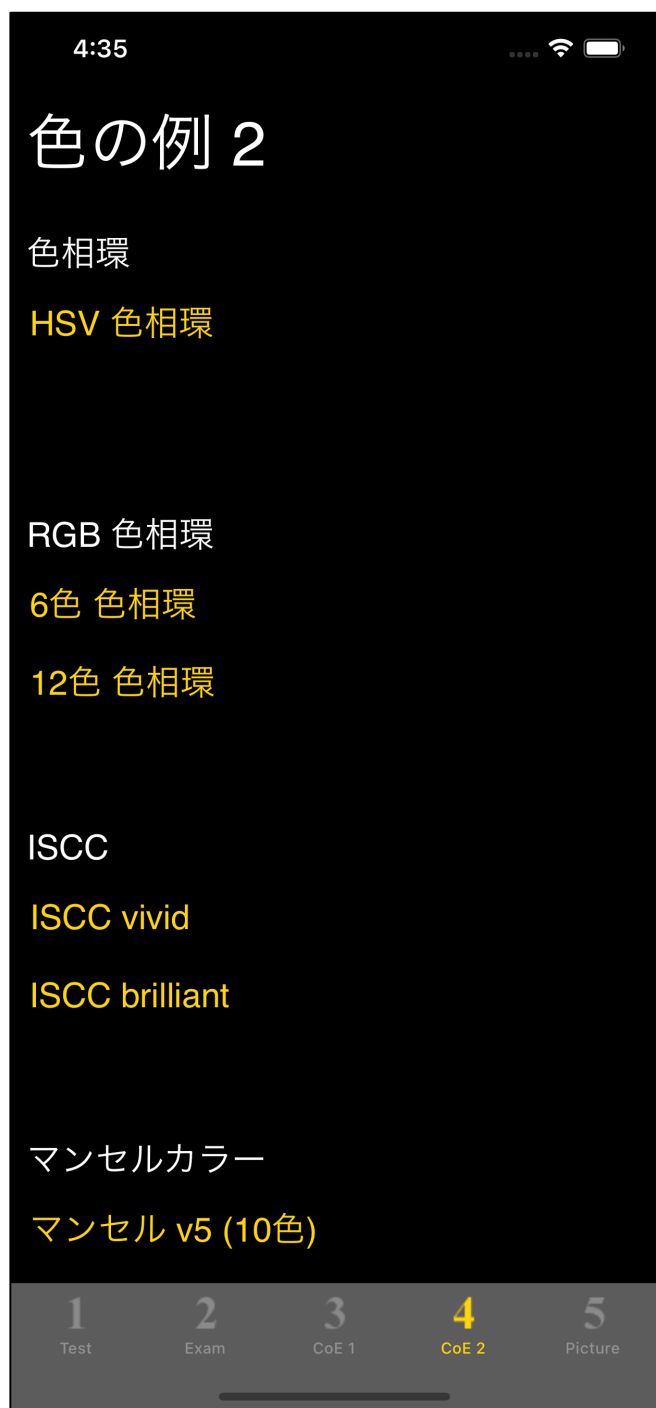 4:35
色の例 2
色相環
HSV 色相環
RGB 色相環
6色 色相環
12色 色相環
ISCC
ISCC vivid
ISCC brilliant
マンセルカラー
マンセル v5 (10色)
1 2 3 4 5
Test Exam CoE 1 CoE 2 Picture